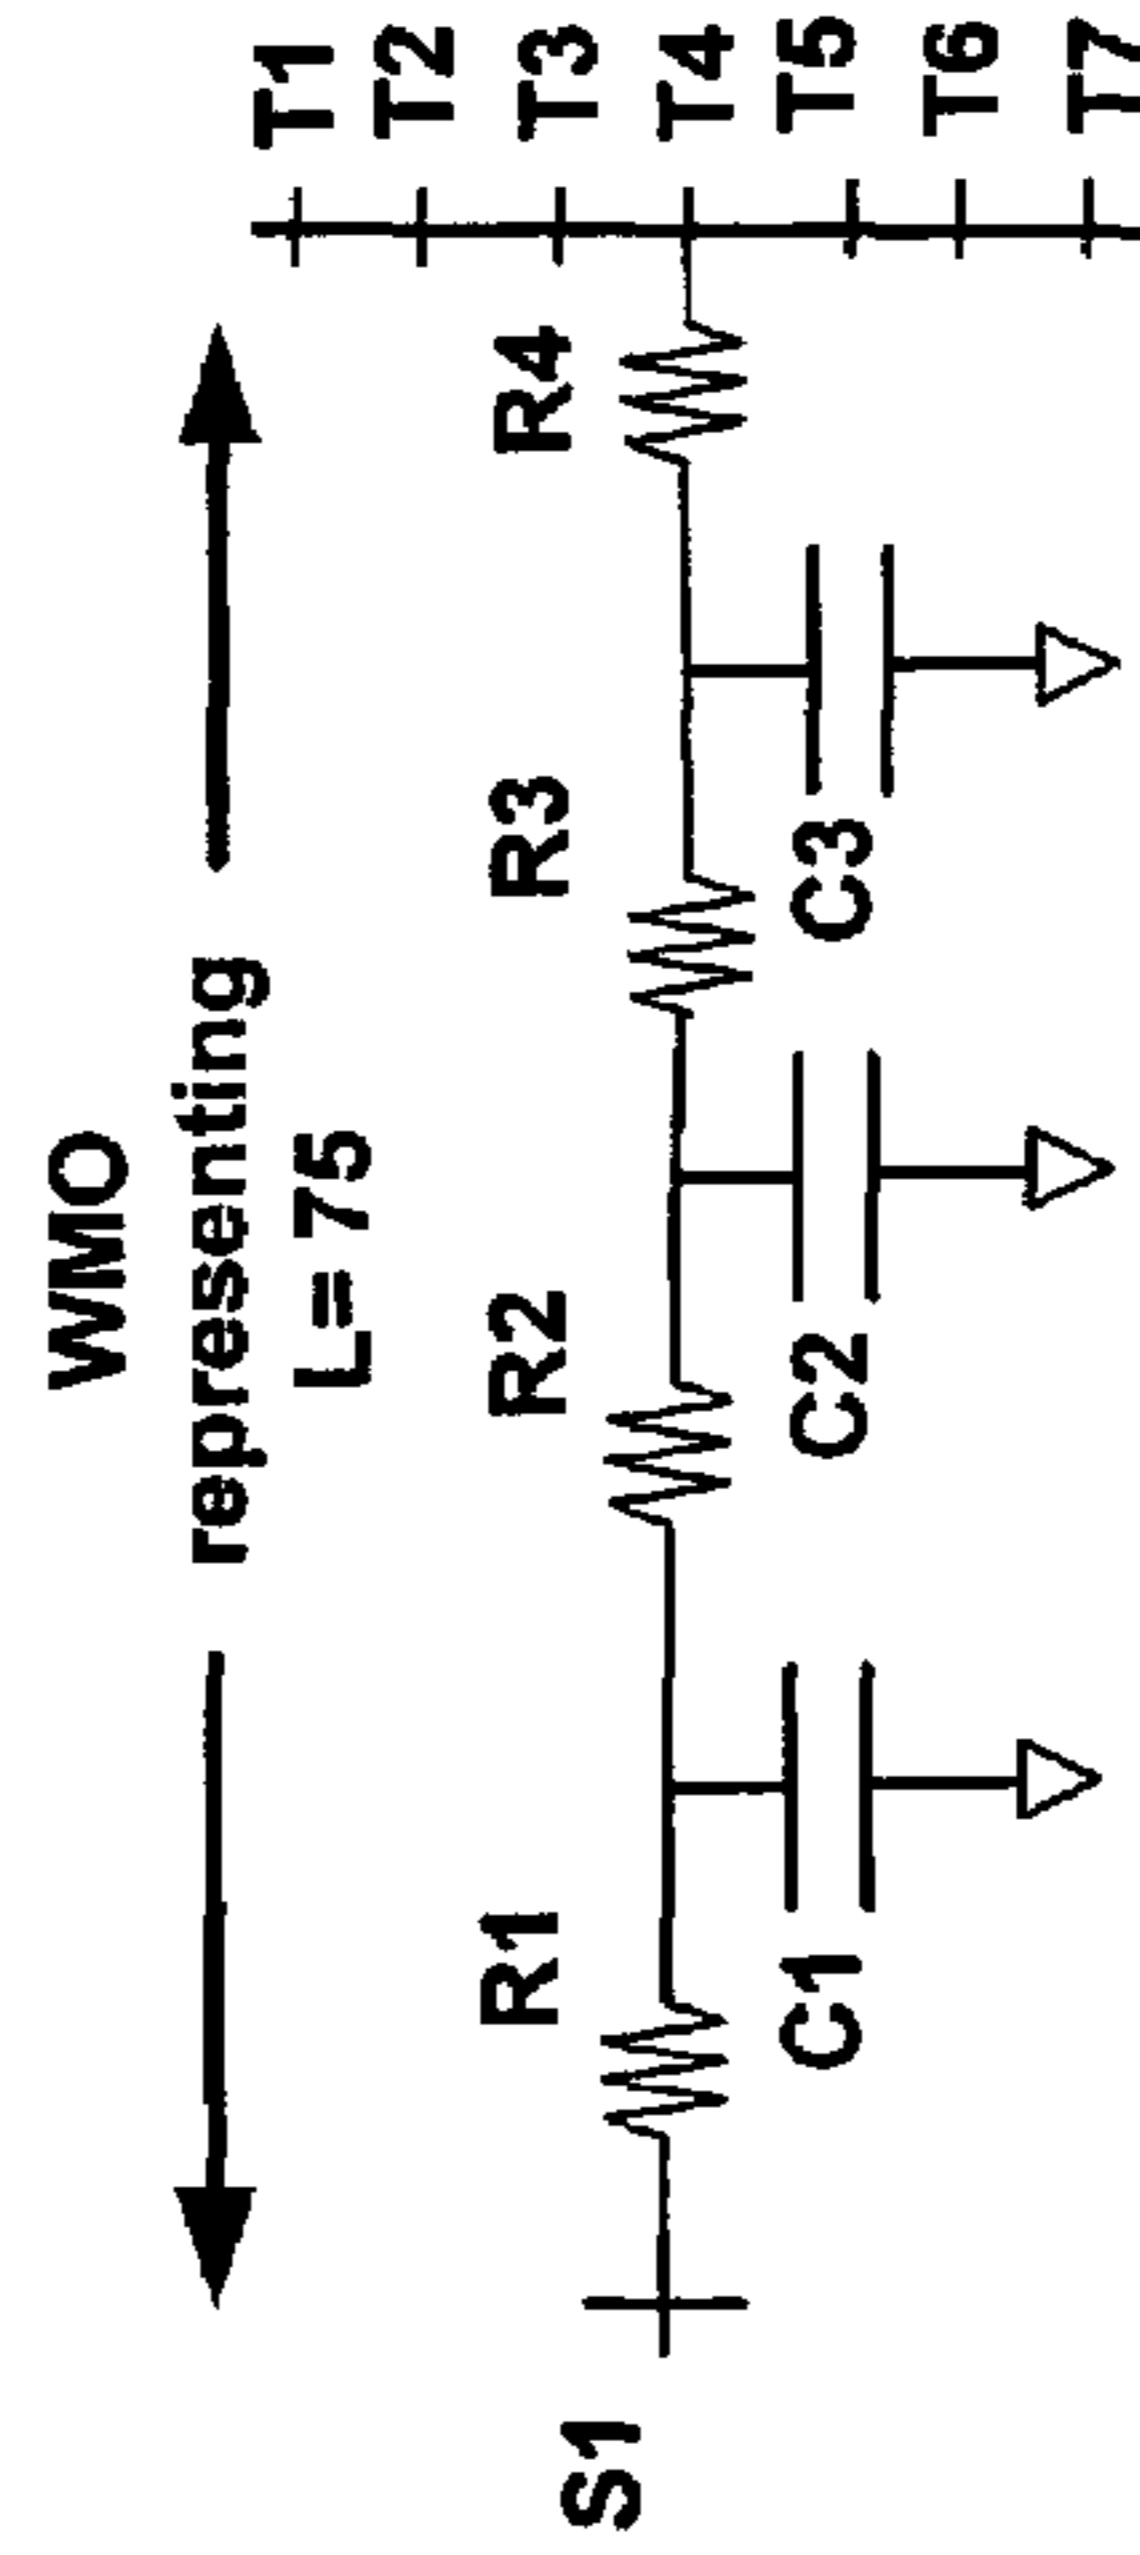 WMO
representing
L= 75
R1
R2
R3
R4
S1
C1
C2
C3
T1
T2
T3
T4
T5
T6
T7